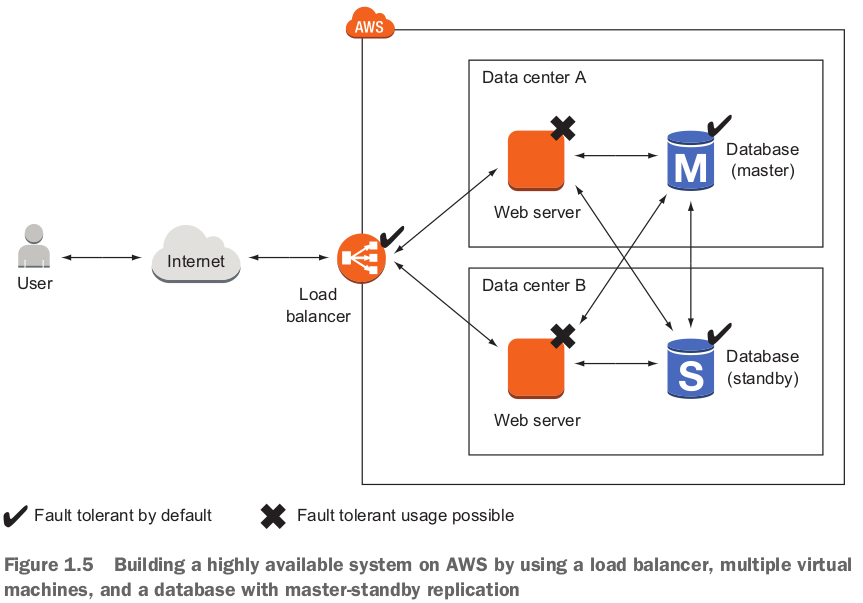 AWS
Data center A
M
Database
(master)
Web server
User
Internet
Load
balancer
Data center B
S
Database
(standby)
Web server
Fault tolerant by default
Fault tolerant usage possible
Figure 1.5 Building a highly available system on AWS by using a load balancer, multiple virtual
machines, and a database with master-standby replication